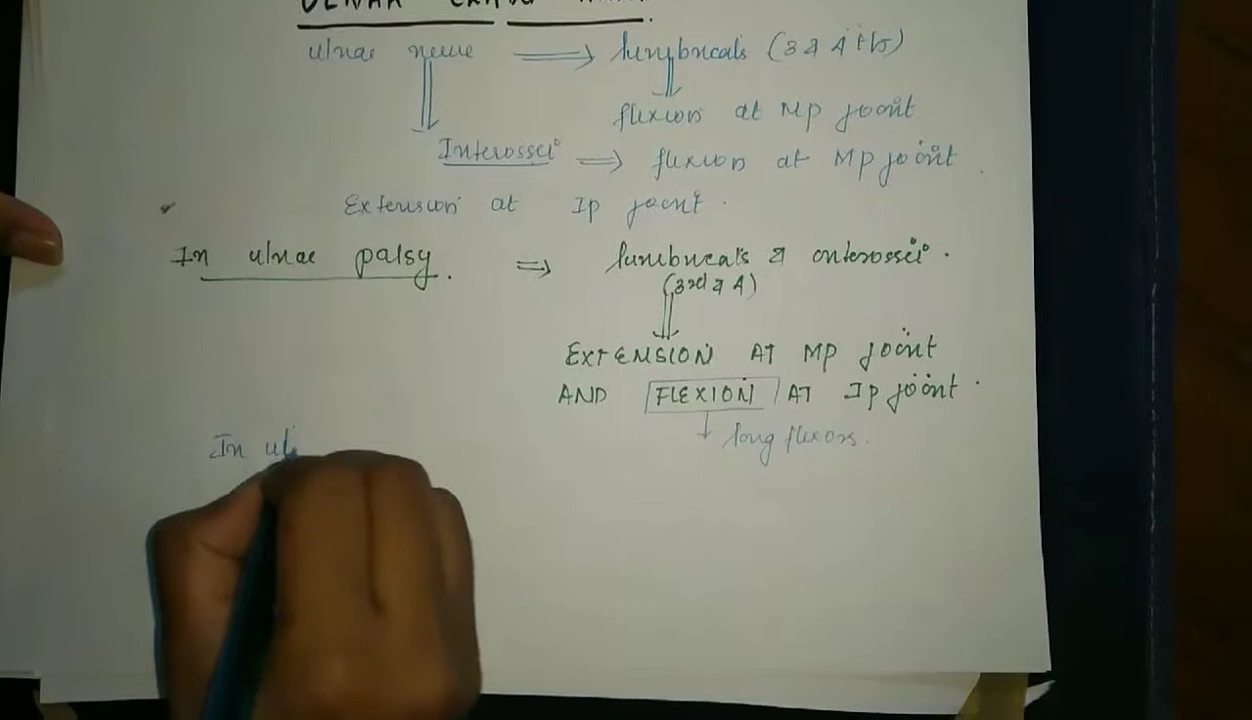 ulnar nerve ⟹ lumbricals (3 & 4th)
flexion at MP joint
Interossei ⟹ flexion at MP joint.
Extension at Ip joint.
In ulnar palsy. ⟹ lumbricals & interossei.
(3rd & 4)
EXTENSION AT MP joint
AND FLEXION AT Ip joint.
↓ long flexors.
In ul